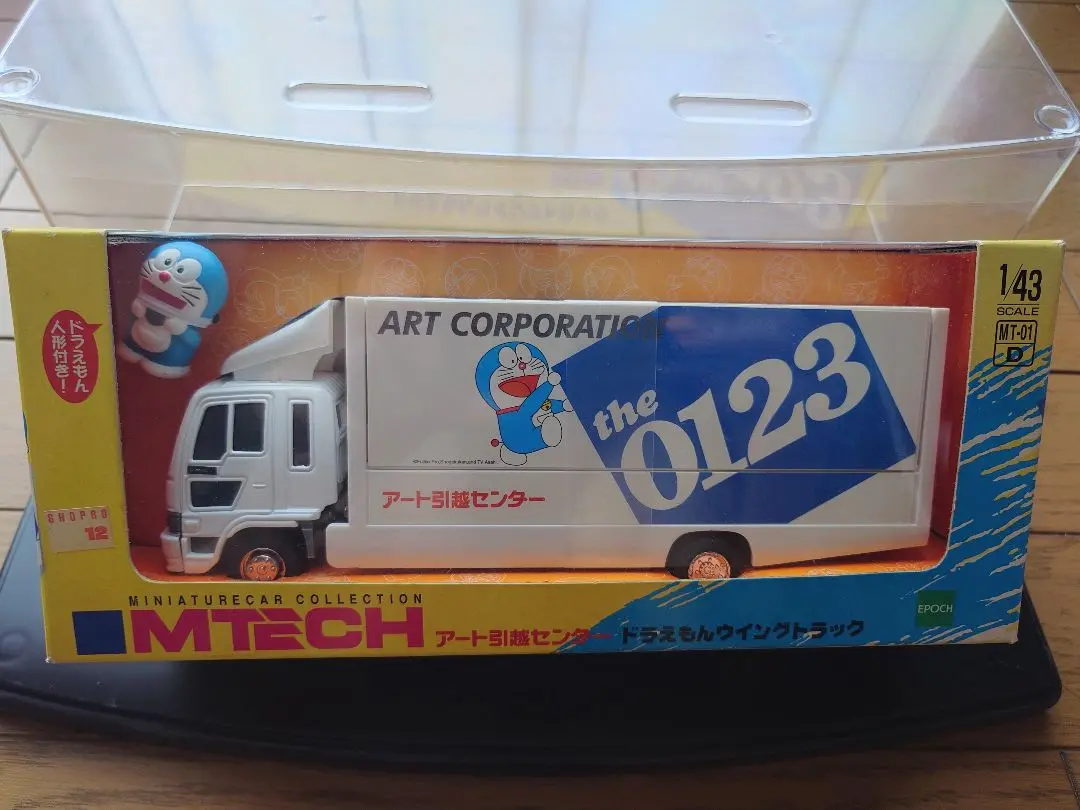 1/43
SCALE
MT-01
D
ドラえもん
人形付き!
ART CORPORATION
the
0123
アート引越センター
SHOPRO
12
MINIATURECAR COLLECTION
MTECH
アート引越センター ドラえもんウイングトラック
EPOCH